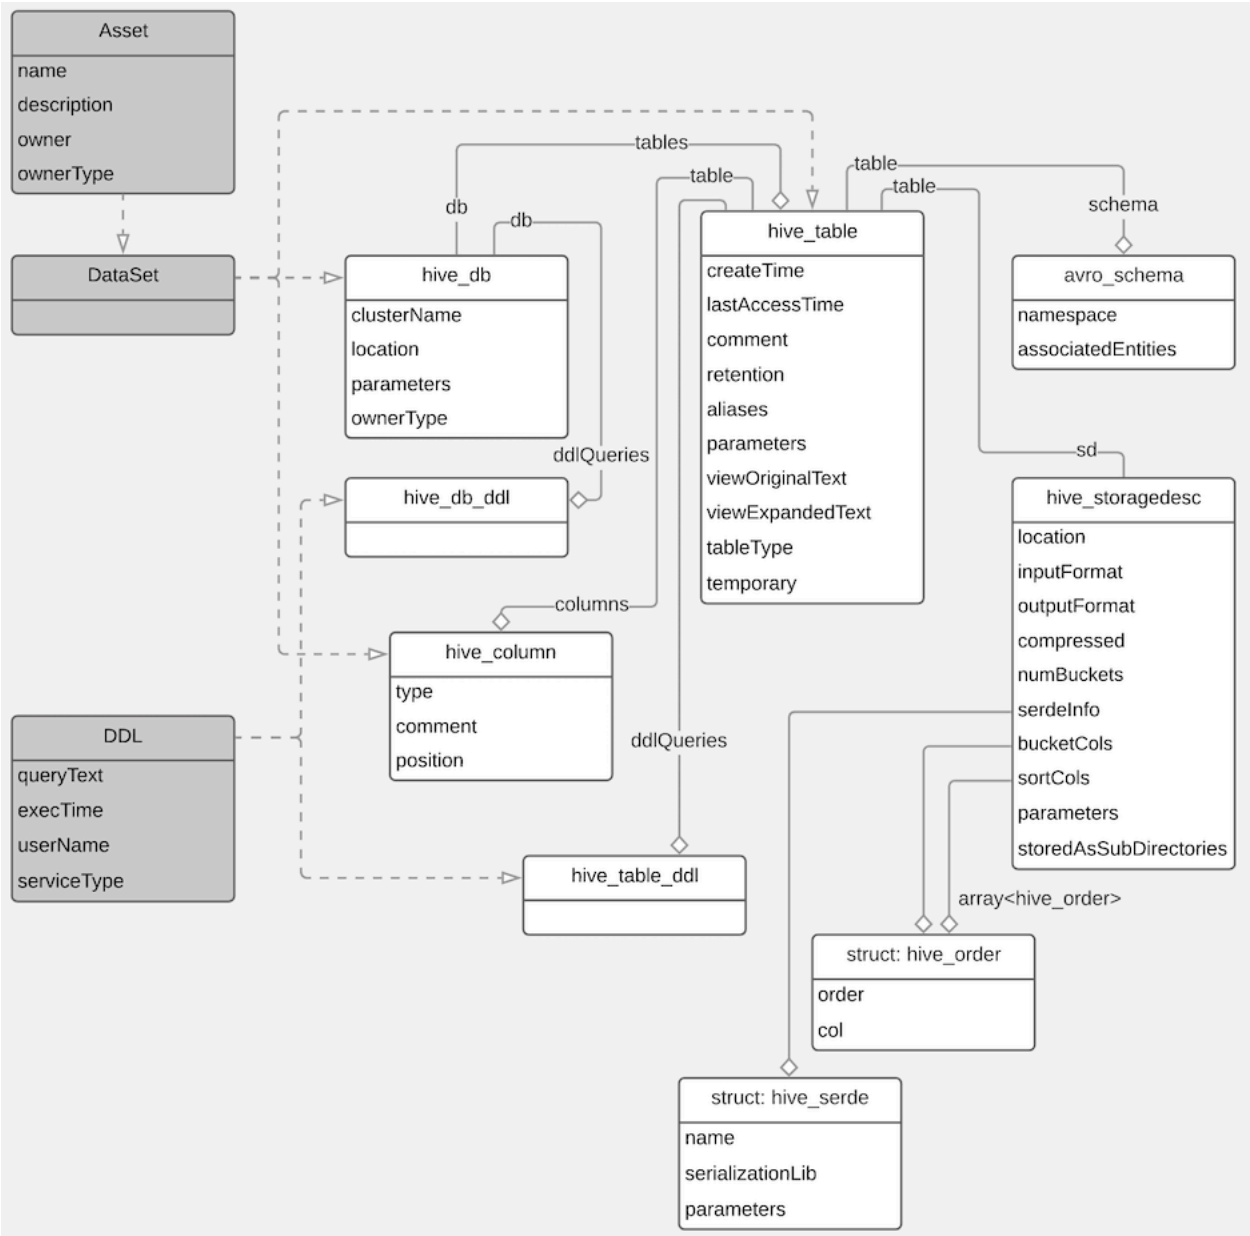 Asset
name
description
owner
ownerType
DataSet
tables
db
db
table
table
table
schema
hive_db
clusterName
location
parameters
ownerType
ddlQueries
hive_db_ddl
hive_table
createTime
lastAccessTime
comment
retention
aliases
parameters
viewOriginalText
viewExpandedText
tableType
temporary
avro_schema
namespace
associatedEntities
sd
hive_storagedesc
location
inputFormat
outputFormat
compressed
numBuckets
serdeInfo
bucketCols
sortCols
parameters
storedAsSubDirectories
columns
hive_column
type
comment
position
DDL
queryText
execTime
userName
serviceType
ddlQueries
hive_table_ddl
array<hive_order>
struct: hive_order
order
col
struct: hive_serde
name
serializationLib
parameters